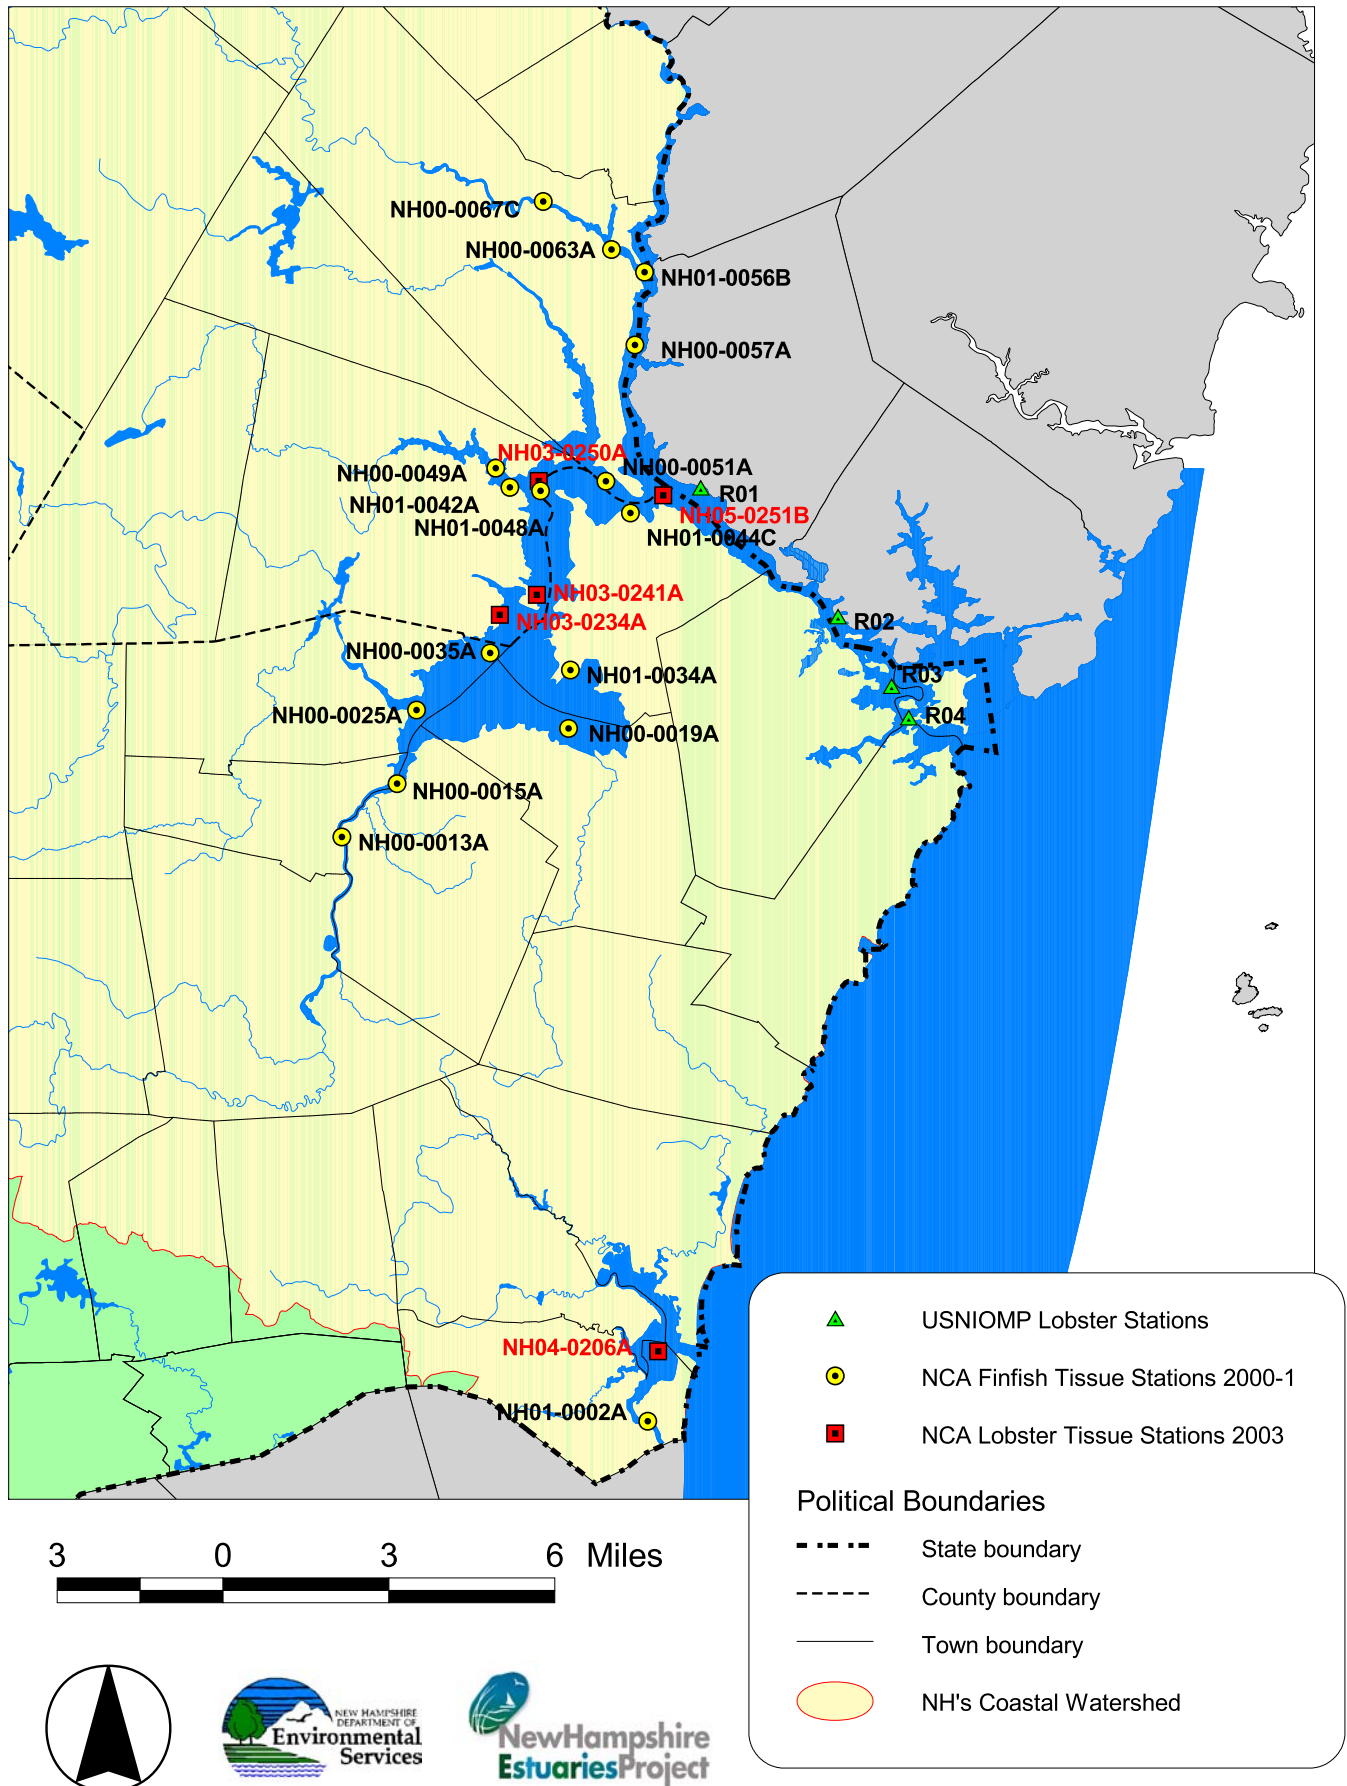 NH00-0067C
NH00-0063A
NH01-0056B
NH00-0057A
NH03-0250A
NH00-0049A
NH00-0051A
NH01-0042A
R01
NH05-0251B
NH01-0048A
NH01-0044C
NH03-0241A
NH03-0234A
R02
NH00-0035A
NH01-0034A
R03
NH00-0025A
R04
NH00-0019A
NH00-0015A
NH00-0013A
NH04-0206A
NH01-0002A
USNIOMP Lobster Stations
NCA Finfish Tissue Stations 2000-1
NCA Lobster Tissue Stations 2003
Political Boundaries
State boundary
County boundary
Town boundary
NH's Coastal Watershed
3 0 3 6 Miles
NEW HAMPSHIRE
DEPARTMENT OF
Environmental
Services
NewHampshire
EstuariesProject